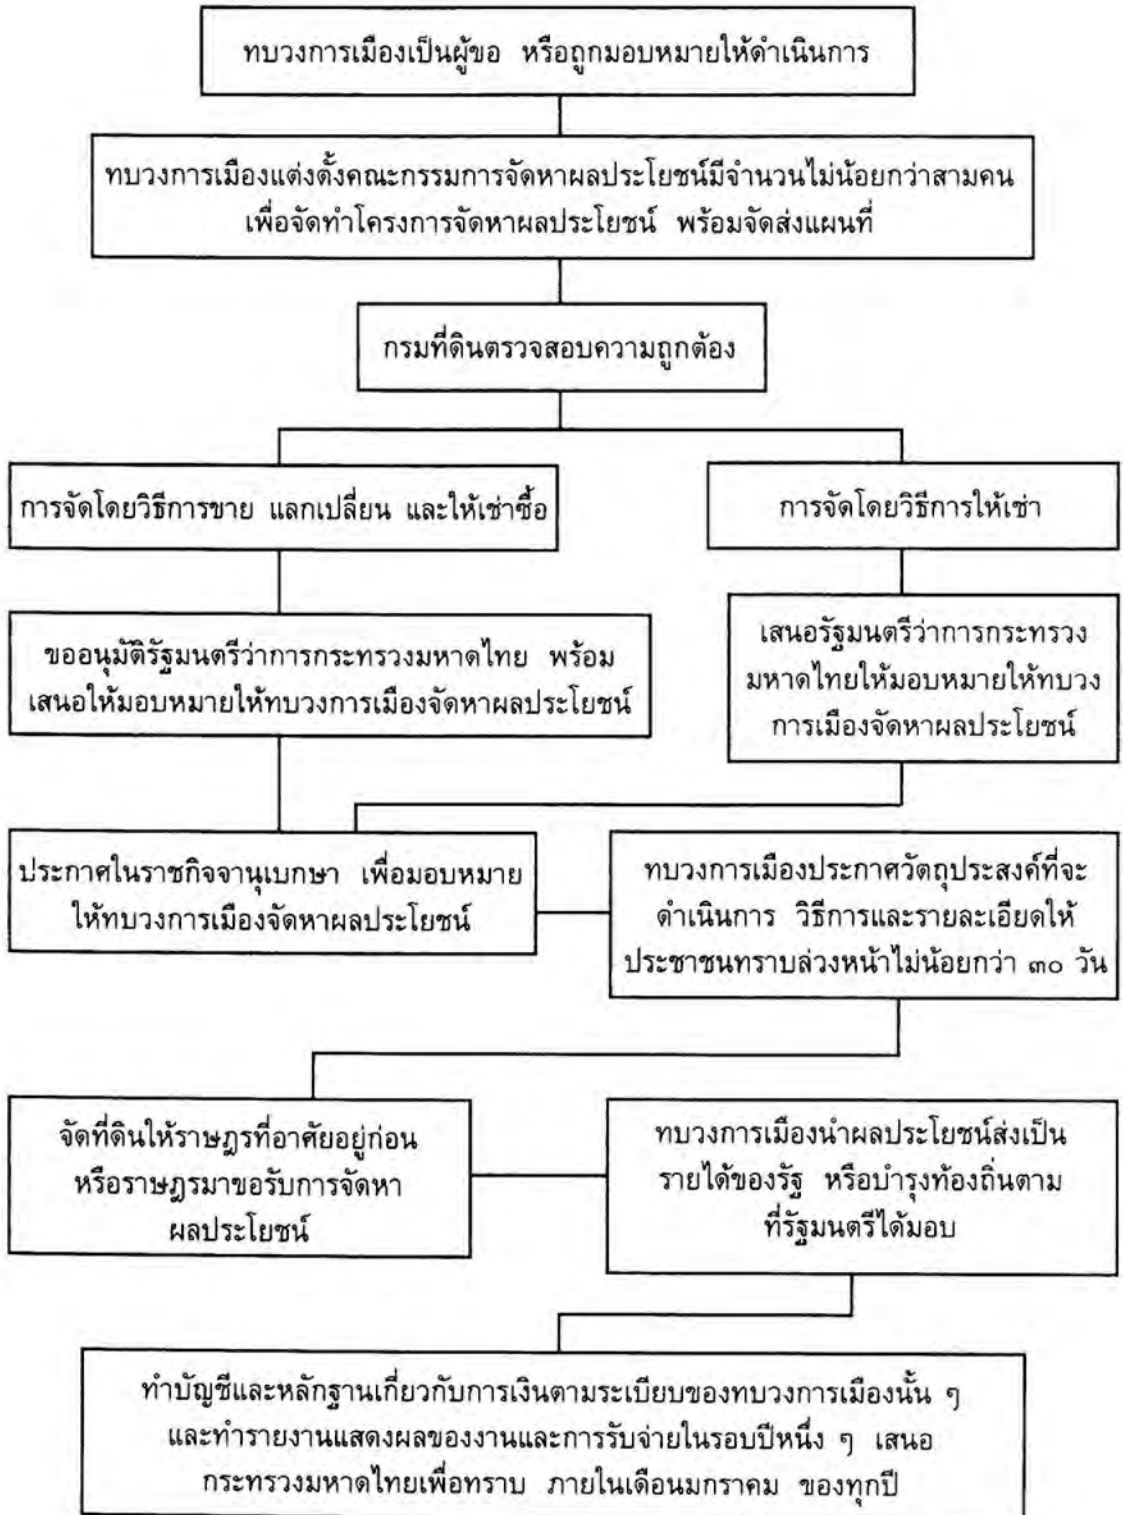 ทบวงการเมืองเป็นผู้ขอ หรือถูกมอบหมายให้ดำเนินการ
ทบวงการเมืองแต่งตั้งคณะกรรมการจัดหาผลประโยชน์มีจำนวนไม่น้อยกว่าสามคน
เพื่อจัดทำโครงการจัดหาผลประโยชน์ พร้อมจัดส่งแผนที่
กรมที่ดินตรวจสอบความถูกต้อง
การจัดโดยวิธีการขาย แลกเปลี่ยน และให้เช่าซื้อ
การจัดโดยวิธีการให้เช่า
ขออนุมัติรัฐมนตรีว่าการกระทรวงมหาดไทย พร้อม
เสนอให้มอบหมายให้ทบวงการเมืองจัดหาผลประโยชน์
เสนอรัฐมนตรีว่าการกระทรวง
มหาดไทยให้มอบหมายให้ทบวง
การเมืองจัดหาผลประโยชน์
ประกาศในราชกิจจานุเบกษา เพื่อมอบหมาย
ให้ทบวงการเมืองจัดหาผลประโยชน์
ทบวงการเมืองประกาศวัตถุประสงค์ที่จะ
ดำเนินการ วิธีการและรายละเอียดให้
ประชาชนทราบล่วงหน้าไม่น้อยกว่า ๓๐ วัน
จัดที่ดินให้ราษฎรที่อาศัยอยู่ก่อน
หรือราษฎรมาขอรับการจัดหา
ผลประโยชน์
ทบวงการเมืองนำผลประโยชน์ส่งเป็น
รายได้ของรัฐ หรือบำรุงท้องถิ่นตาม
ที่รัฐมนตรีได้มอบ
ทำบัญชีและหลักฐานเกี่ยวกับการเงินตามระเบียบของทบวงการเมืองนั้น ๆ
และทำรายงานแสดงผลของงานและการรับจ่ายในรอบปีหนึ่ง ๆ เสนอ
กระทรวงมหาดไทยเพื่อทราบ ภายในเดือนมกราคม ของทุกปี